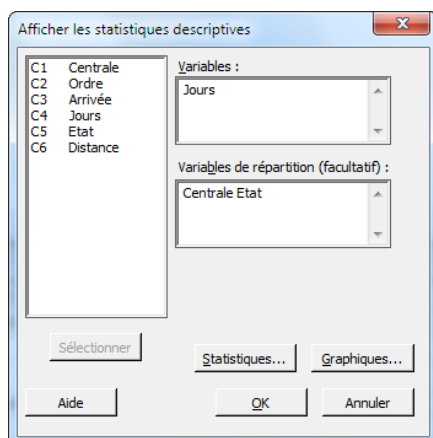 Afficher les statistiques descriptives
C1 Centrale
C2 Ordre
C3 Arrivée
C4 Jours
C5 Etat
C6 Distance
Variables :
Jours
Variables de répartition (facultatif) :
Centrale Etat
Sélectionner
Statistiques...
Graphiques...
Aide
OK
Annuler